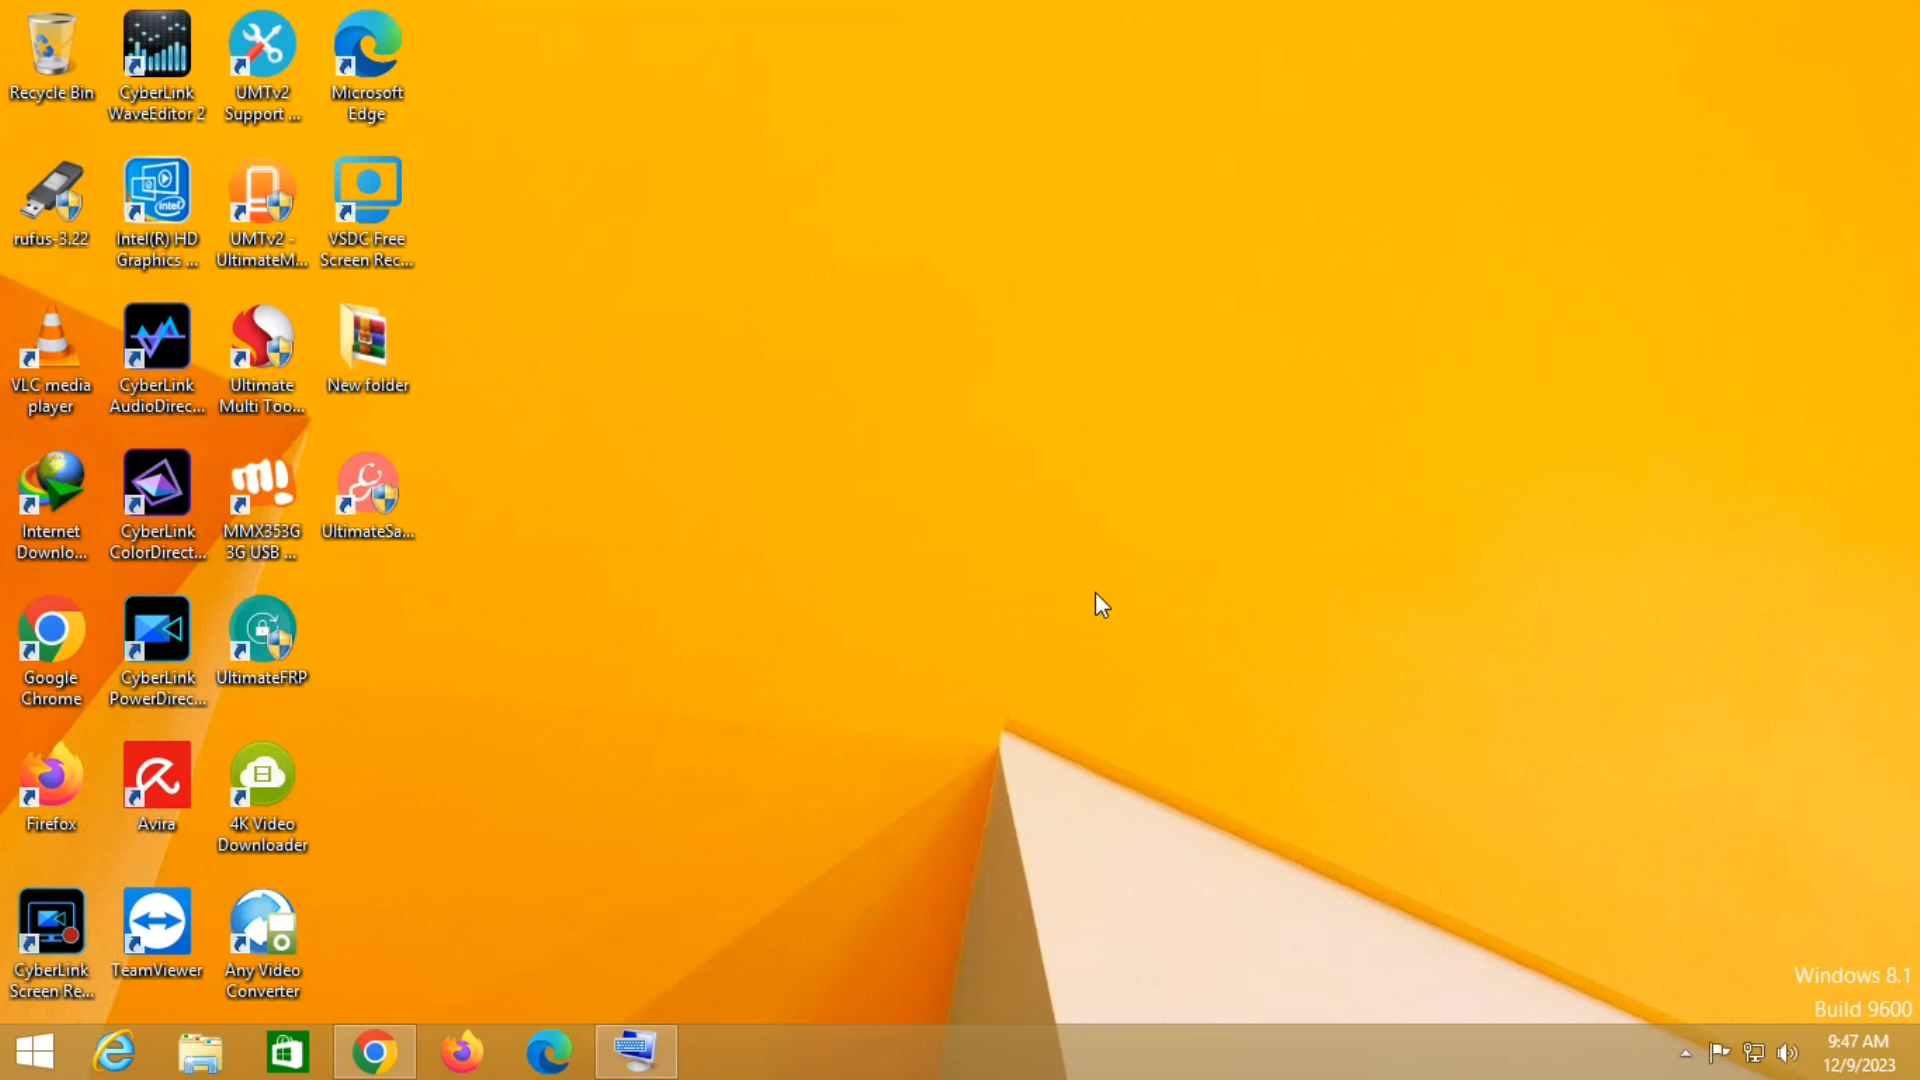 Recycle Bin
CyberLink
WaveEditor 2
UMTv2
Support ...
Microsoft
Edge
rufus-3.22
Intel(R) HD
Graphics ...
UMTv2 -
UltimateM...
VSDC Free
Screen Rec...
VLC media
player
CyberLink
AudioDirec...
Ultimate
Multi Too...
New folder
Internet
Downlo...
CyberLink
ColorDirect...
MMX353G
3G USB ...
UltimateSa...
Google
Chrome
CyberLink
PowerDirec...
UltimateFRP
Firefox
Avira
4K Video
Downloader
CyberLink
Screen Re...
TeamViewer
Any Video
Converter
intel
Windows 8.1
Build 9600
9:47 AM
12/9/2023